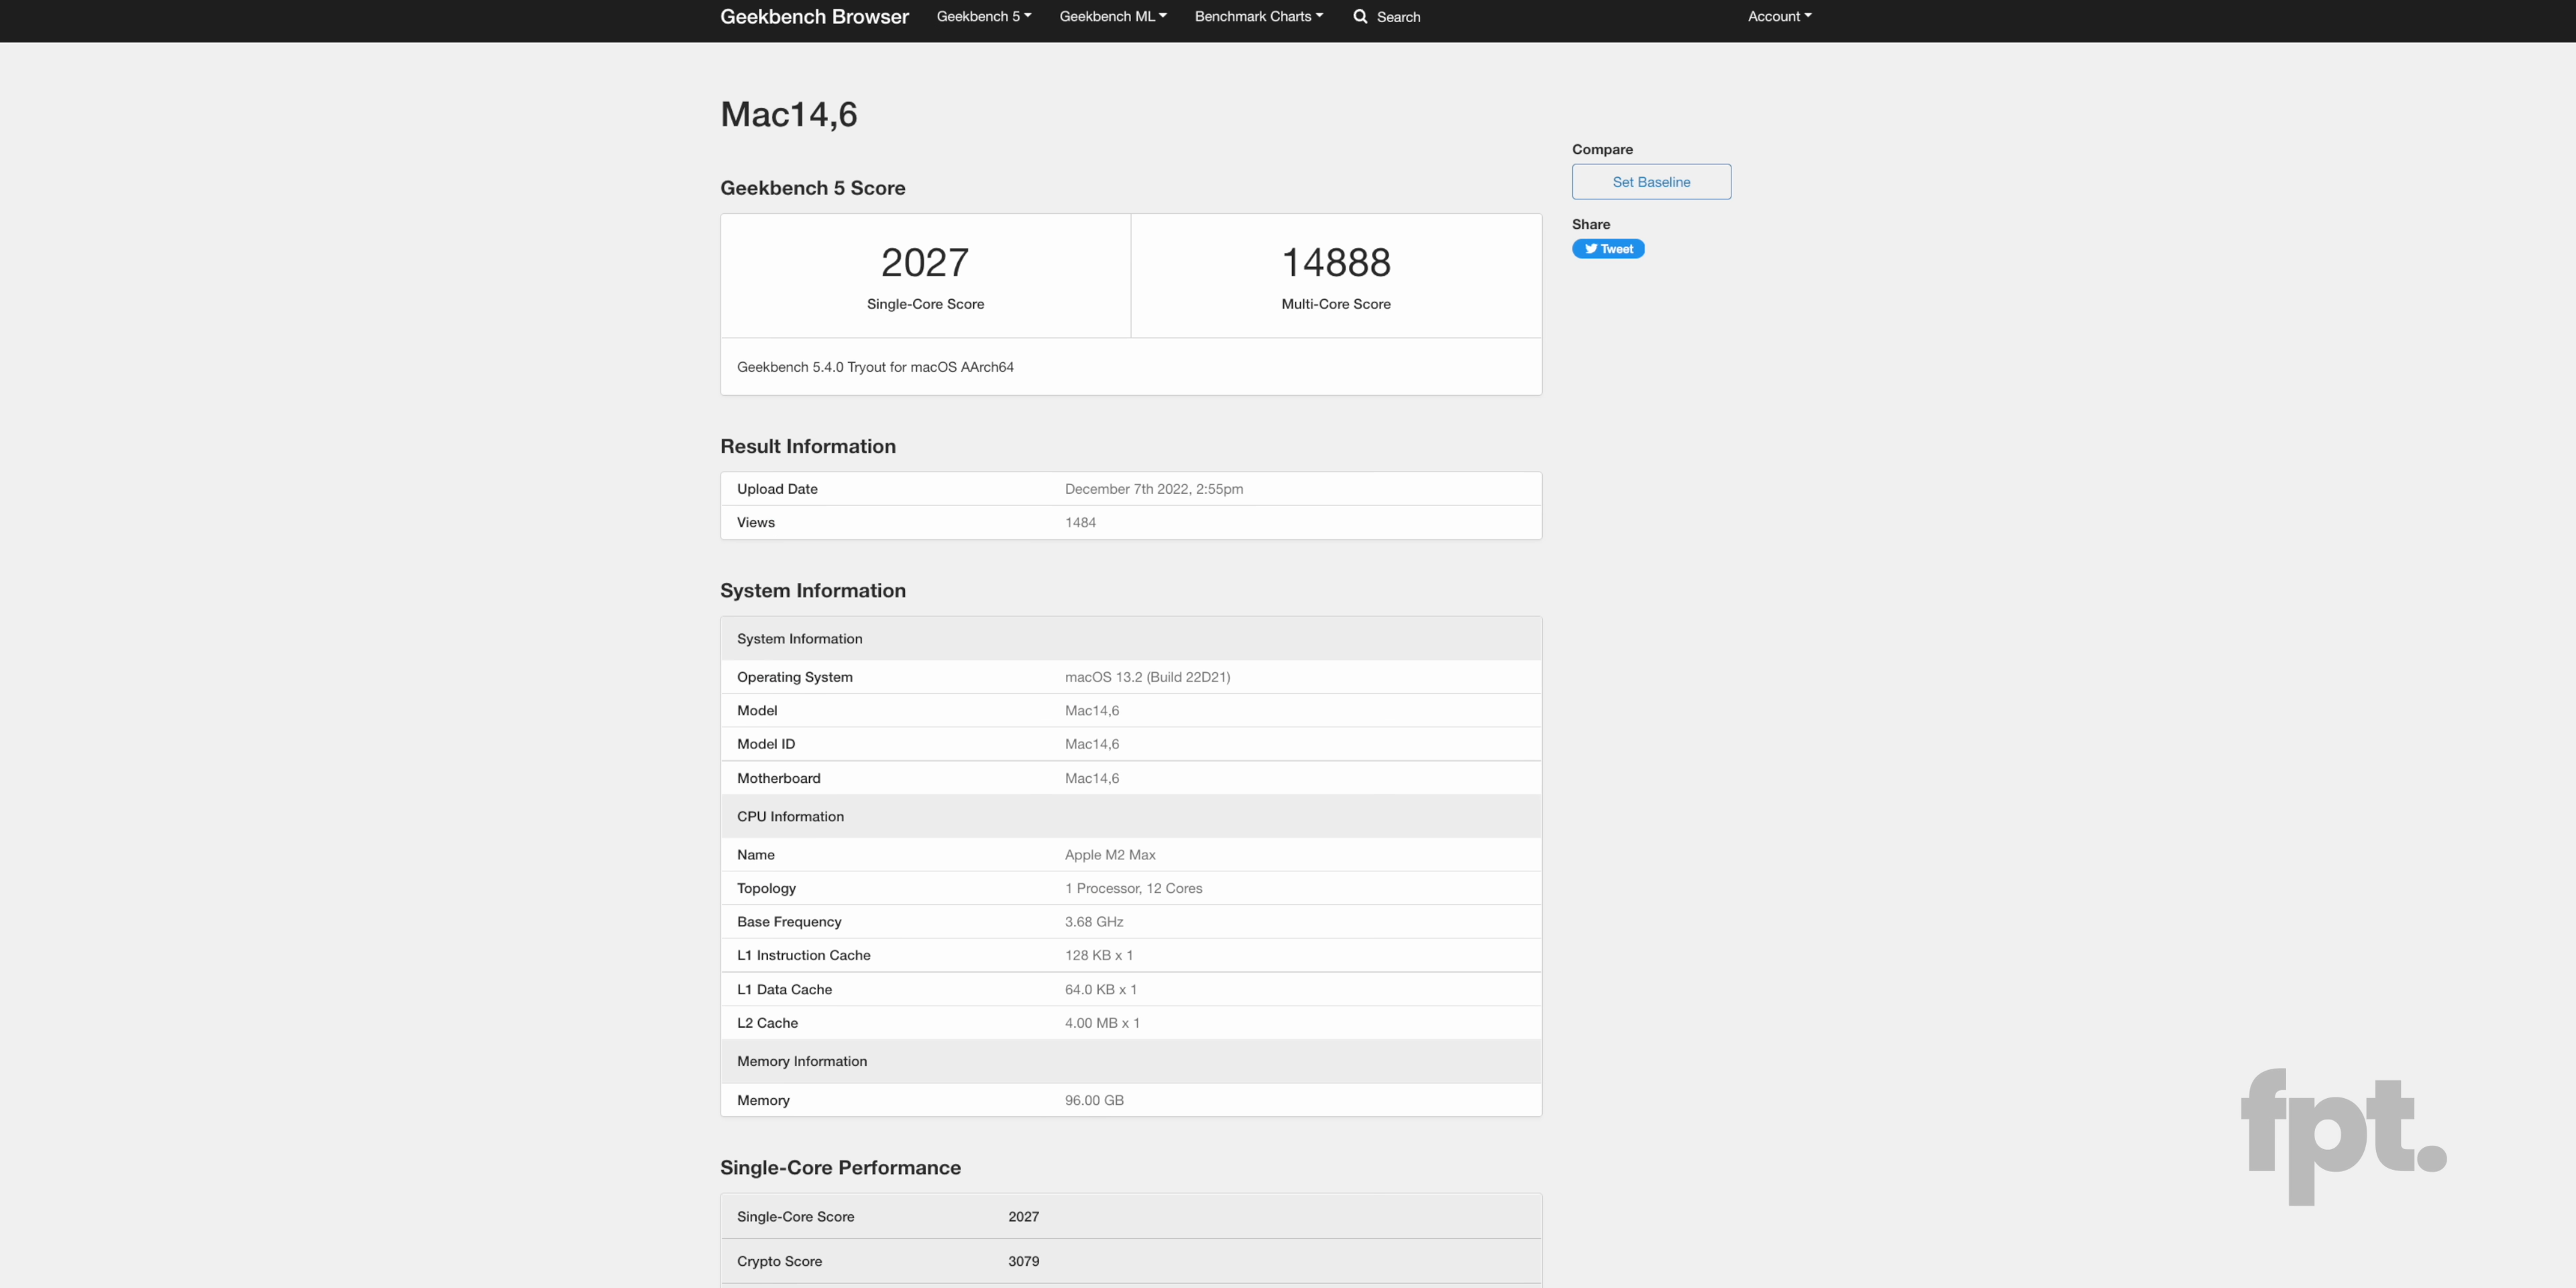 Geekbench Browser Geekbench 5 Geekbench ML Benchmark Charts Search Account
Mac14,6
Compare
Set Baseline
Share
Tweet
Geekbench 5 Score
2027 14888
Single-Core Score Multi-Core Score
Geekbench 5.4.0 Tryout for macOS AArch64
Result Information
Upload Date December 7th 2022, 2:55pm
Views 1484
System Information
System Information
Operating System macOS 13.2 (Build 22D21)
Model Mac14,6
Model ID Mac14,6
Motherboard Mac14,6
CPU Information
Name Apple M2 Max
Topology 1 Processor, 12 Cores
Base Frequency 3.68 GHz
L1 Instruction Cache 128 KB x 1
L1 Data Cache 64.0 KB x 1
L2 Cache 4.00 MB x 1
Memory Information
Memory 96.00 GB
Single-Core Performance
Single-Core Score 2027
Crypto Score 3079
fpt.